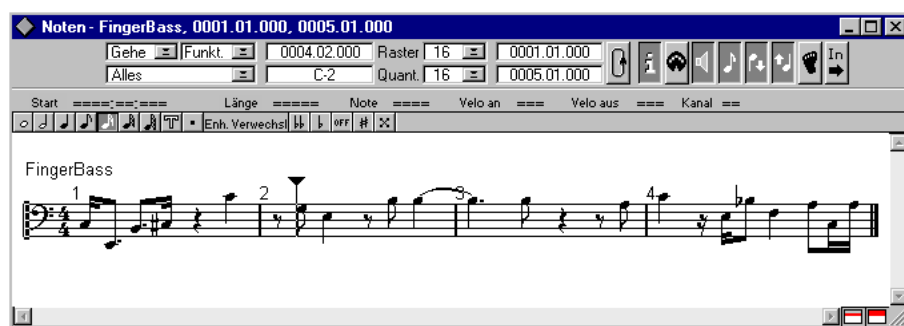 Noten - FingerBass, 0001.01.000, 0005.01.000
Gehe Funkt. 0004.02.000 Raster 16 0001.01.000 In
Alles C-2 Quant. 16 0005.01.000
Start ====:==:=== Länge ===== Note ==== Velo an === Velo aus === Kanal ==
Enh. Verwechsl OFF
FingerBass
1 2 3 4
4
4